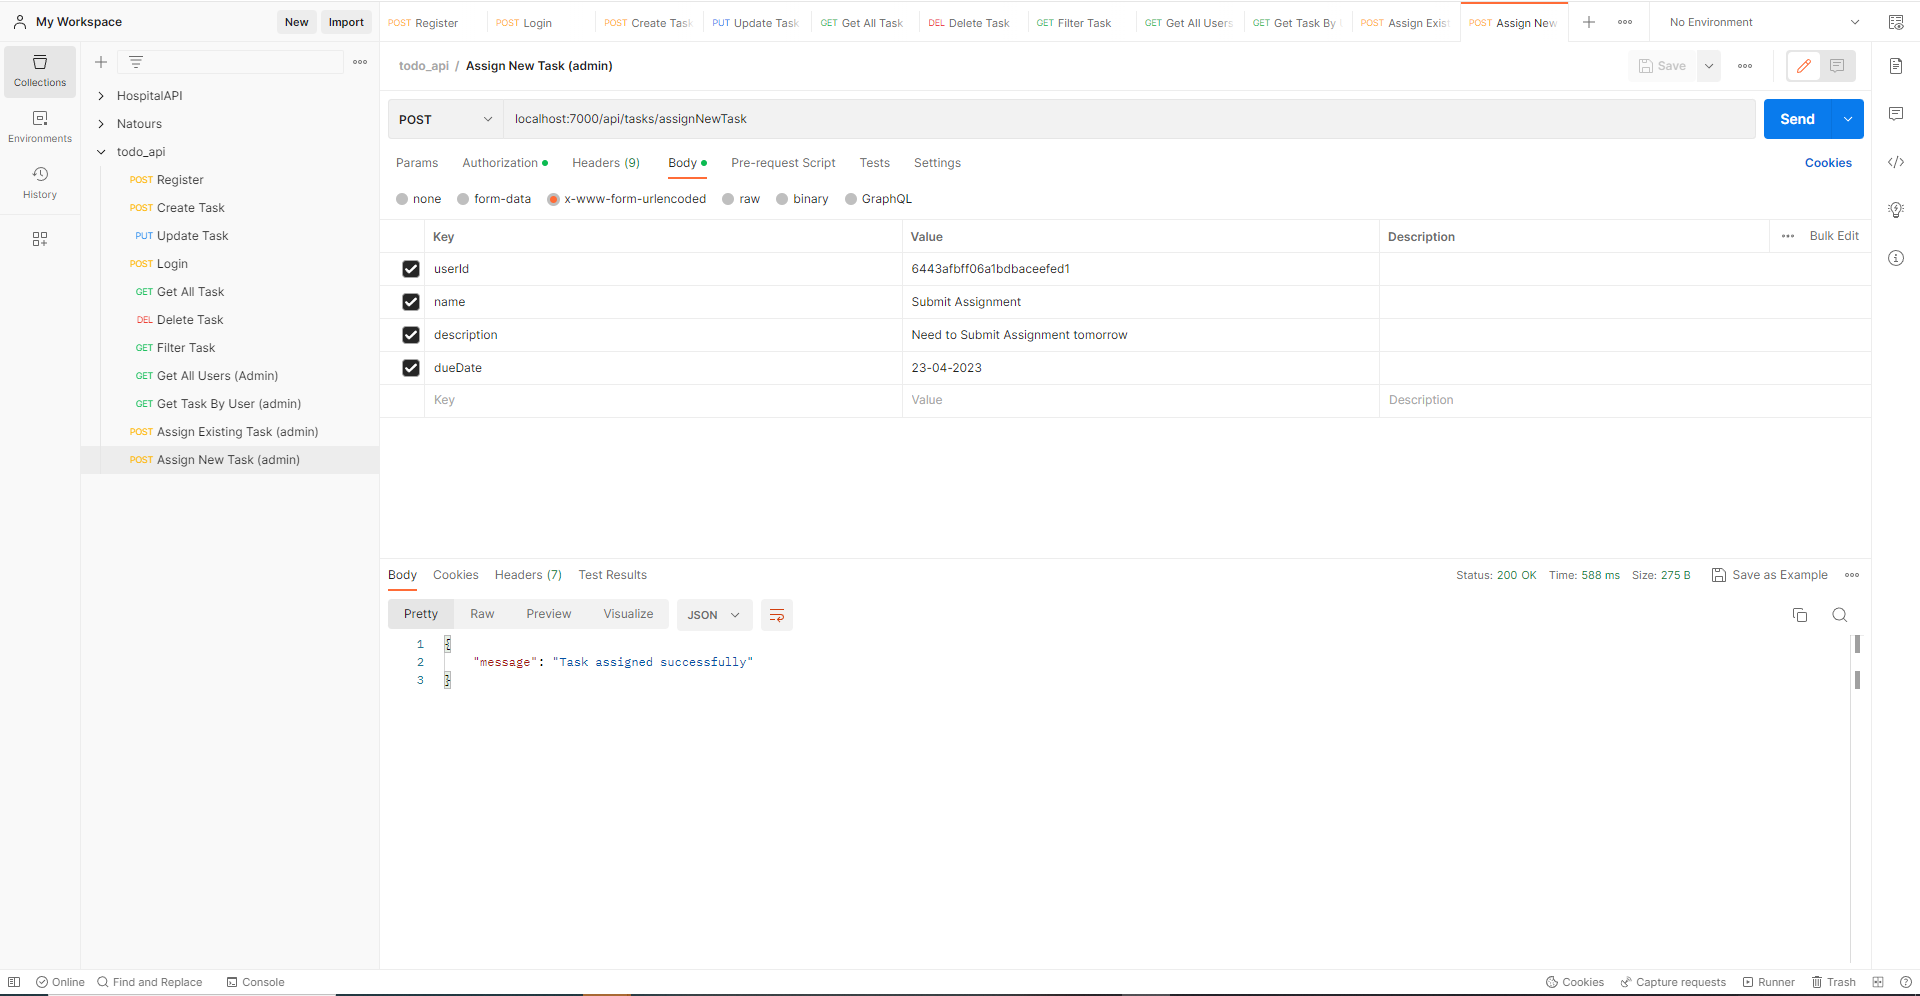 My Workspace New Import
POST Register POST Login POST Create Task PUT Update Task GET Get All Task DEL Delete Task GET Filter Task GET Get All Users GET Get Task By POST Assign Exis POST Assign New No Environment
Collections
Environments
History
HospitalAPI
Natours
todo_api
POST Register
POST Create Task
PUT Update Task
POST Login
GET Get All Task
DEL Delete Task
GET Filter Task
GET Get All Users (Admin)
GET Get Task By User (admin)
POST Assign Existing Task (admin)
POST Assign New Task (admin)
todo_api / Assign New Task (admin) Save
POST localhost:7000/api/tasks/assignNewTask Send
Params Authorization Headers (9) Body Pre-request Script Tests Settings Cookies
none form-data x-www-form-urlencoded raw binary GraphQL
Key Value Description Bulk Edit
userId 6443afbff06a1bdbaceefed1
name Submit Assignment
description Need to Submit Assignment tomorrow
dueDate 23-04-2023
Key Value Description
Body Cookies Headers (7) Test Results Status: 200 OK Time: 588 ms Size: 275 B Save as Example
Pretty Raw Preview Visualize JSON
1 {
2 "message": "Task assigned successfully"
3 }
Online Find and Replace Console Cookies Capture requests Runner Trash